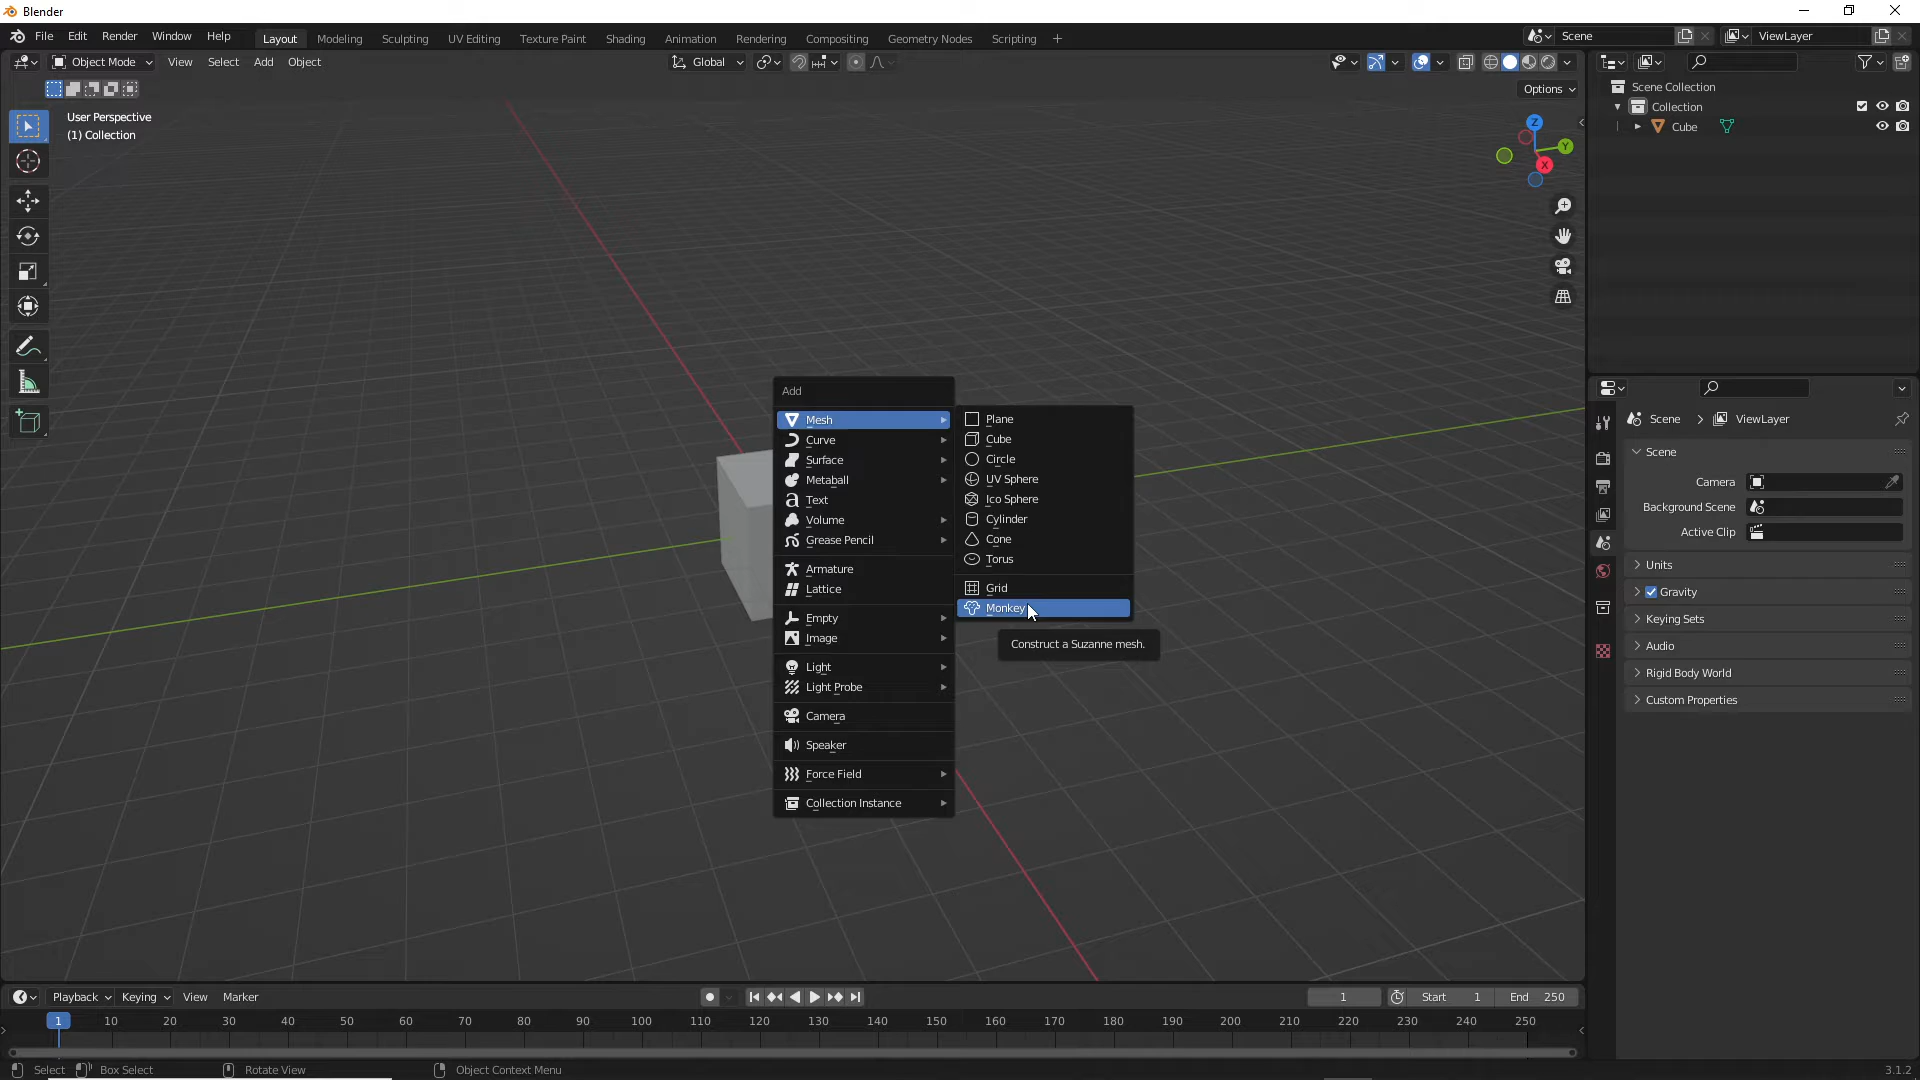 Blender
File Edit Render Window Help Layout Modeling Sculpting UV Editing Texture Paint Shading Animation Rendering Compositing Geometry Nodes Scripting + Scene ViewLayer
Object Mode View Select Add Object Global
Options
User Perspective
(1) Collection
Z
Y
X
Scene Collection
Collection
Cube
Add
Mesh
Curve
Surface
Metaball
Text
Volume
Grease Pencil
Armature
Lattice
Empty
Image
Light
Light Probe
Camera
Speaker
Force Field
Collection Instance
Plane
Cube
Circle
UV Sphere
Ico Sphere
Cylinder
Cone
Torus
Grid
Monkey
Construct a Suzanne mesh.
Scene > ViewLayer
Scene
Camera
Background Scene
Active Clip
Units
Gravity
Keying Sets
Audio
Rigid Body World
Custom Properties
Playback Keying View Marker 1 Start 1 End 250
1 10 20 30 40 50 60 70 80 90 100 110 120 130 140 150 160 170 180 190 200 210 220 230 240 250
Select Box Select Rotate View Object Context Menu 3.1.2